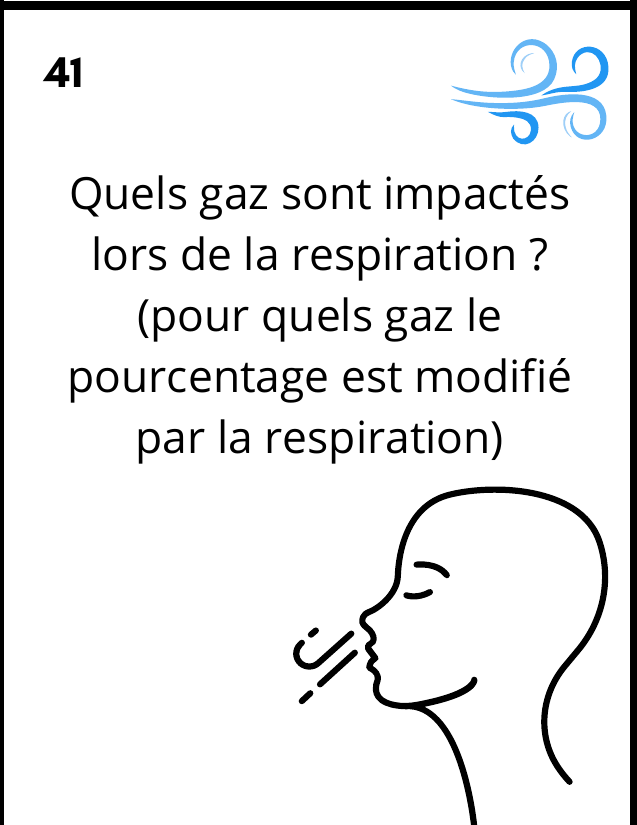 41
Quels gaz sont impactés
lors de la respiration ?
(pour quels gaz le
pourcentage est modifié
par la respiration)